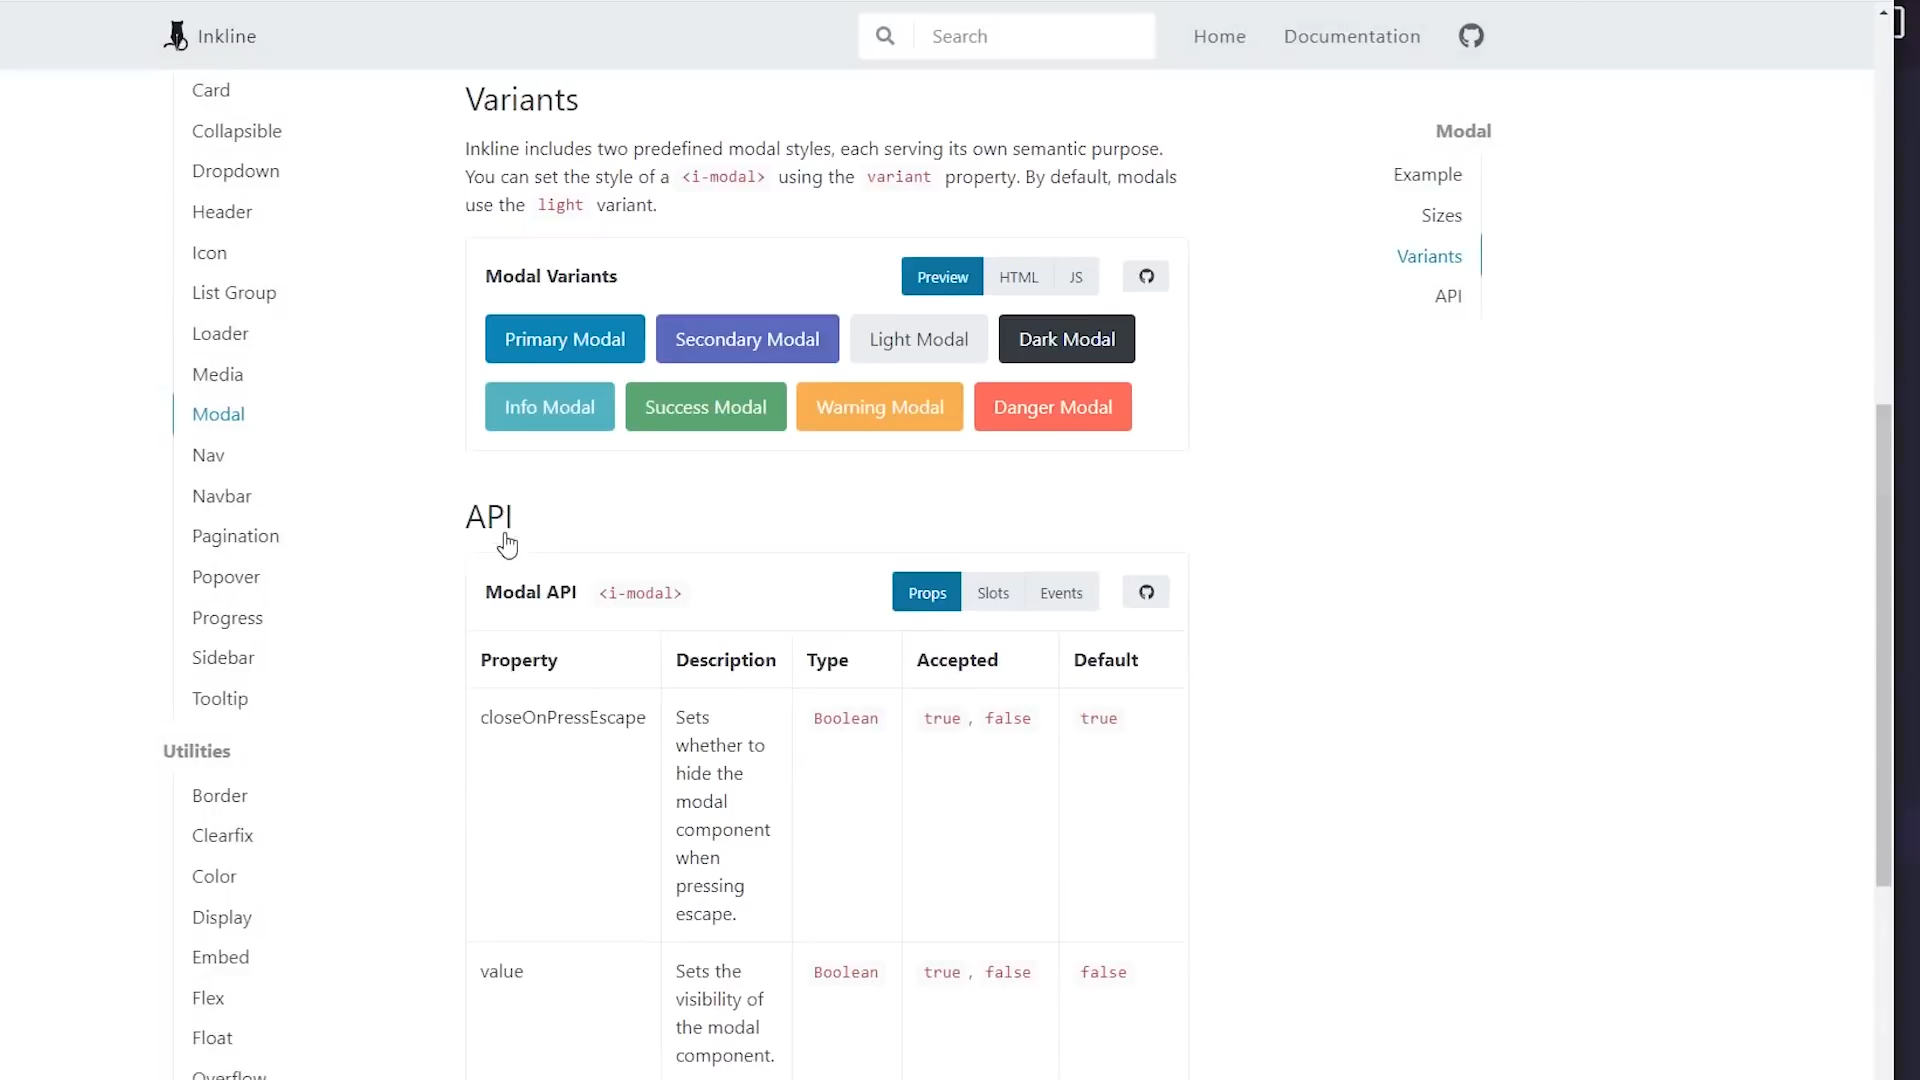 Inkline
Search
Home
Documentation
Card
Collapsible
Dropdown
Header
Icon
List Group
Loader
Media
Modal
Nav
Navbar
Pagination
Popover
Progress
Sidebar
Tooltip
Utilities
Border
Clearfix
Color
Display
Embed
Flex
Float
Overflow
Variants
Inkline includes two predefined modal styles, each serving its own semantic purpose.
You can set the style of a <i-modal> using the variant property. By default, modals
use the light variant.
Modal Variants
Preview
HTML
JS
Primary Modal
Secondary Modal
Light Modal
Dark Modal
Info Modal
Success Modal
Warning Modal
Danger Modal
API
Modal API <i-modal>
Props
Slots
Events
Property
Description
Type
Accepted
Default
closeOnPressEscape
Sets
whether to
hide the
modal
component
when
pressing
escape.
Boolean
true , false
true
value
Sets the
visibility of
the modal
component.
Boolean
true , false
false
Modal
Example
Sizes
Variants
API